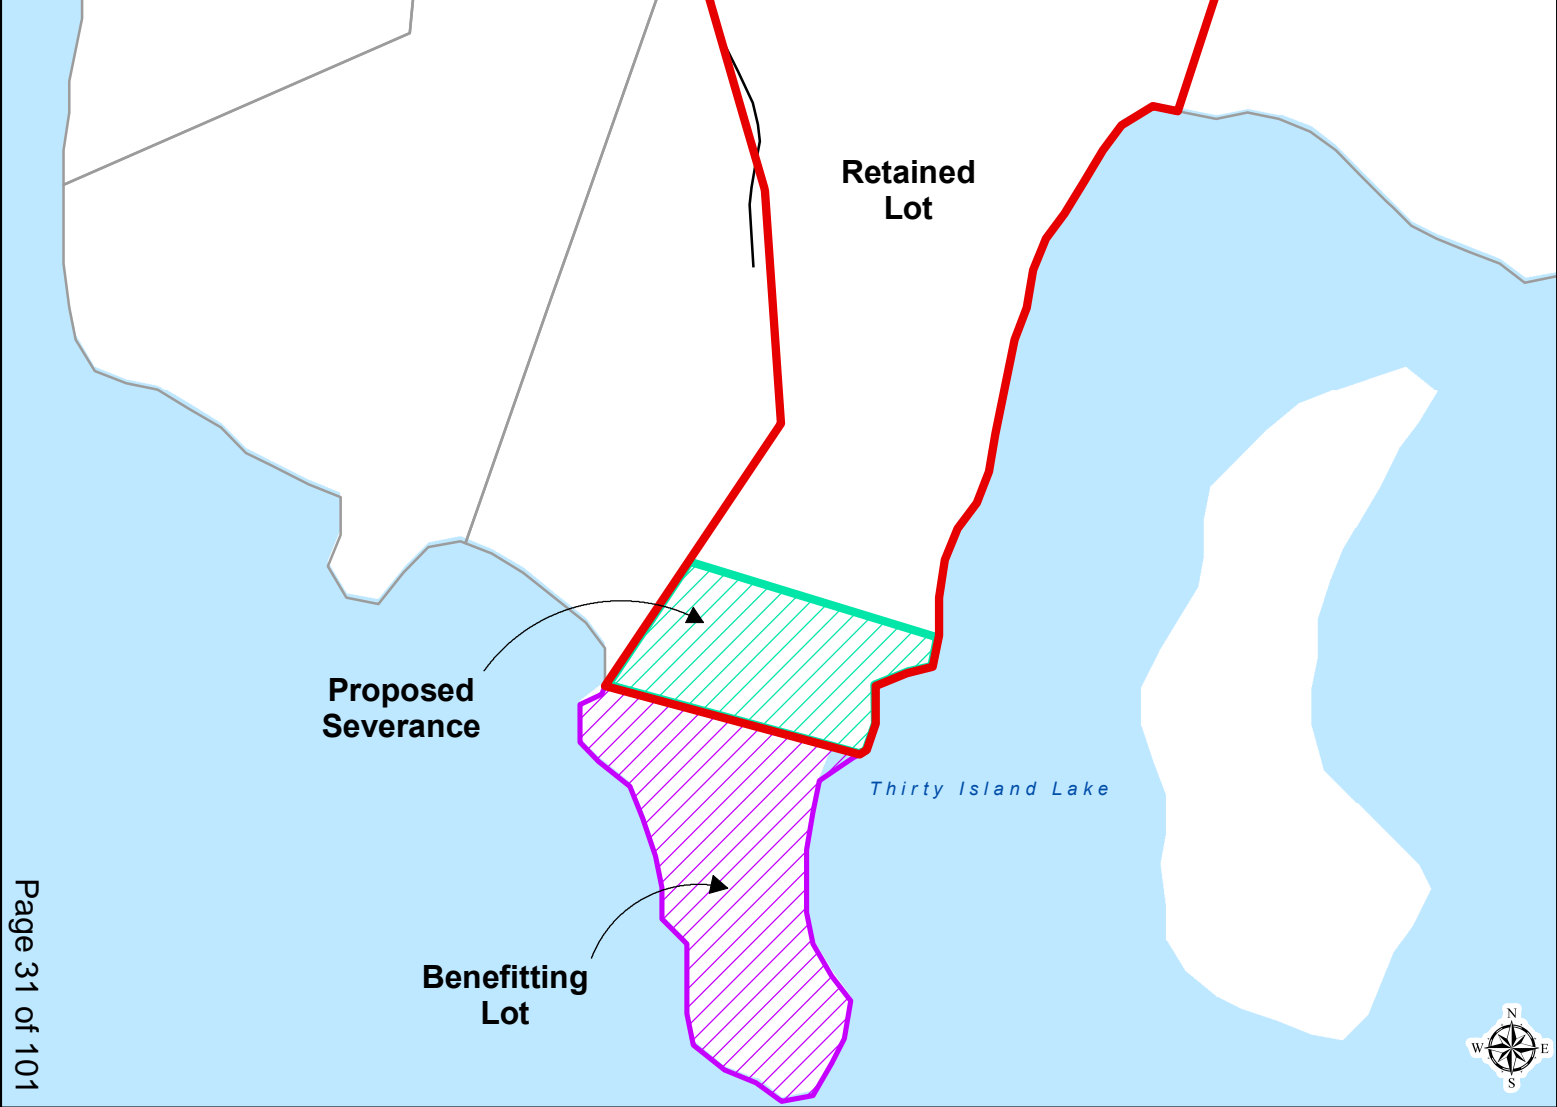 Retained
Lot
Proposed
Severance
Thirty Island Lake
Benefitting
Lot
Page 31 of 101
N
W
E
S